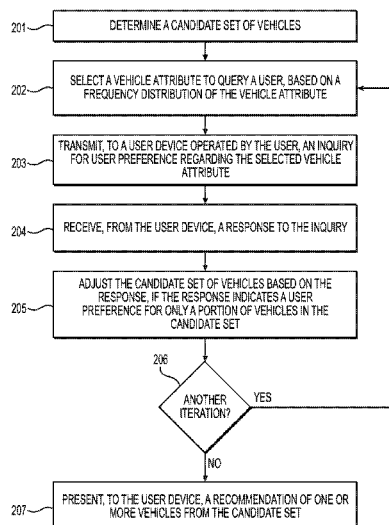 201
DETERMINE A CANDIDATE SET OF VEHICLES
202
SELECT A VEHICLE ATTRIBUTE TO QUERY A USER, BASED ON A
FREQUENCY DISTRIBUTION OF THE VEHICLE ATTRIBUTE
203
TRANSMIT, TO A USER DEVICE OPERATED BY THE USER, AN INQUIRY
FOR USER PREFERENCE REGARDING THE SELECTED VEHICLE
ATTRIBUTE
204
RECEIVE, FROM THE USER DEVICE, A RESPONSE TO THE INQUIRY
205
ADJUST THE CANDIDATE SET OF VEHICLES BASED ON THE
RESPONSE, IF THE RESPONSE INDICATES A USER
PREFERENCE FOR ONLY A PORTION OF VEHICLES IN THE
CANDIDATE SET
206
ANOTHER
ITERATION?
YES
NO
207
PRESENT, TO THE USER DEVICE, A RECOMMENDATION OF ONE OR
MORE VEHICLES FROM THE CANDIDATE SET